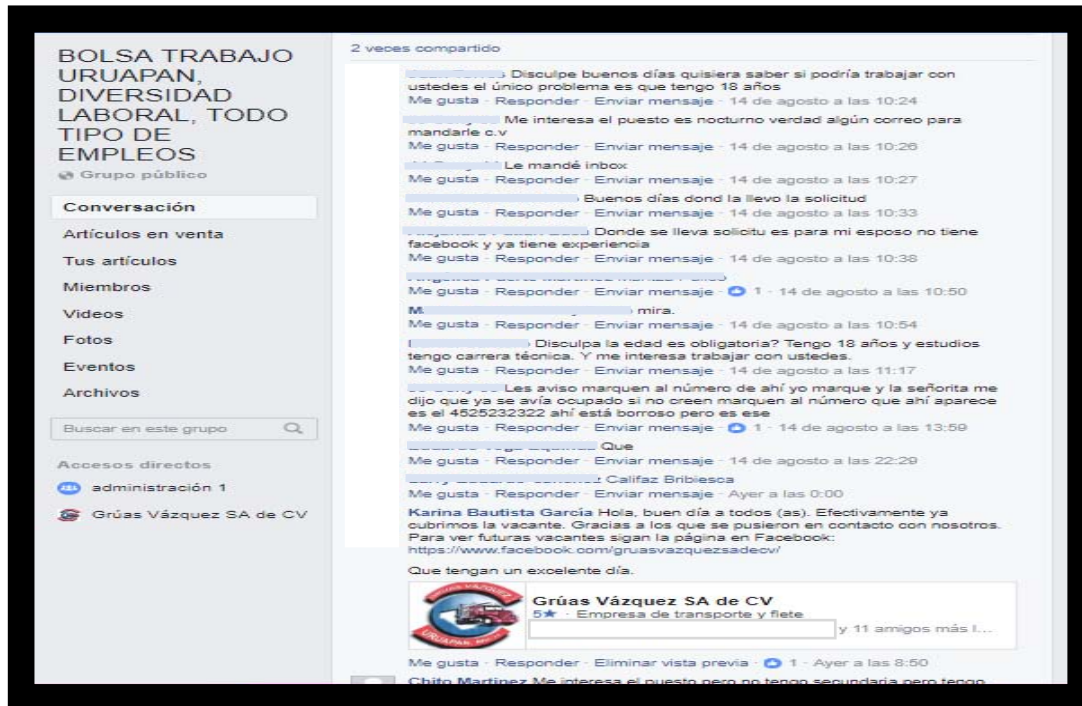 BOLSA TRABAJO
URUAPAN,
DIVERSIDAD
LABORAL, TODO
TIPO DE
EMPLEOS
Grupo público
Conversación
Artículos en venta
Tus artículos
Miembros
Videos
Fotos
Eventos
Archivos
Buscar en este grupo
Accesos directos
administración 1
Grúas Vázquez SA de CV
2 veces compartido
Disculpe buenos días quisiera saber si podría trabajar con
ustedes el único problema es que tengo 18 años
Me gusta · Responder · Enviar mensaje · 14 de agosto a las 10:24
Me interesa el puesto es nocturno verdad algún correo para
mandarle c.v
Me gusta · Responder · Enviar mensaje · 14 de agosto a las 10:26
Le mandé inbox
Me gusta · Responder · Enviar mensaje · 14 de agosto a las 10:27
Buenos días dond la llevo la solicitud
Me gusta · Responder · Enviar mensaje · 14 de agosto a las 10:33
Donde se lleva solicitu es para mi esposo no tiene
facebook y ya tiene experiencia
Me gusta · Responder · Enviar mensaje · 14 de agosto a las 10:38
Me gusta · Responder · Enviar mensaje · 1 · 14 de agosto a las 10:50
M. mira.
Me gusta · Responder · Enviar mensaje · 14 de agosto a las 10:54
Disculpa la edad es obligatoria? Tengo 18 años y estudios
tengo carrera técnica. Y me interesa trabajar con ustedes.
Me gusta · Responder · Enviar mensaje · 14 de agosto a las 11:17
Les aviso marquen al número de ahí yo marque y la señorita me
dijo que ya se avía ocupado si no creen marquen al número que ahí aparece
es el 4525232322 ahí está borroso pero es ese
Me gusta · Responder · Enviar mensaje · 1 · 14 de agosto a las 13:59
Que
Me gusta · Responder · Enviar mensaje · 14 de agosto a las 22:29
Califaz Bribiesca
Me gusta · Responder · Enviar mensaje · Ayer a las 0:00
Karina Bautista García Hola, buen día a todos (as). Efectivamente ya
cubrimos la vacante. Gracias a los que se pusieron en contacto con nosotros.
Para ver futuras vacantes sigan la página en Facebook:
https://www.facebook.com/gruasvazquezsadecv/
Que tengan un excelente día.
Grúas Vázquez SA de CV
5★ · Empresa de transporte y flete
y 11 amigos más l...
Me gusta · Responder · Eliminar vista previa · 1 · Ayer a las 8:50
Chito Martinez Me interesa el puesto pero no tengo secundaria pero tengo